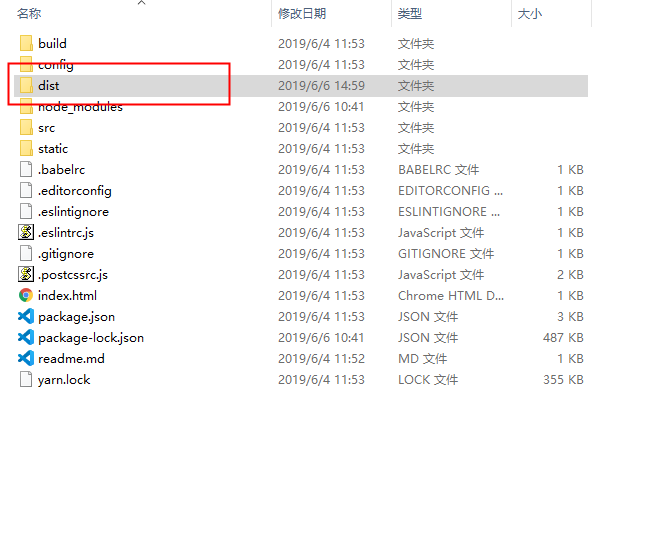 名称 修改日期 类型 大小
build 2019/6/4 11:53 文件夹
config 2019/6/4 11:53 文件夹
dist 2019/6/6 14:59 文件夹
node_modules 2019/6/6 10:41 文件夹
src 2019/6/4 11:53 文件夹
static 2019/6/4 11:53 文件夹
.babelrc 2019/6/4 11:53 BABELRC 文件 1 KB
.editorconfig 2019/6/4 11:53 EDITORCONFIG ... 1 KB
.eslintignore 2019/6/4 11:53 ESLINTIGNORE ... 1 KB
.eslintrc.js 2019/6/4 11:53 JavaScript 文件 1 KB
.gitignore 2019/6/4 11:53 GITIGNORE 文件 1 KB
.postcssrc.js 2019/6/4 11:53 JavaScript 文件 2 KB
index.html 2019/6/4 11:53 Chrome HTML D... 1 KB
package.json 2019/6/4 11:53 JSON 文件 3 KB
package-lock.json 2019/6/6 10:41 JSON 文件 487 KB
readme.md 2019/6/4 11:52 MD 文件 1 KB
yarn.lock 2019/6/4 11:53 LOCK 文件 355 KB